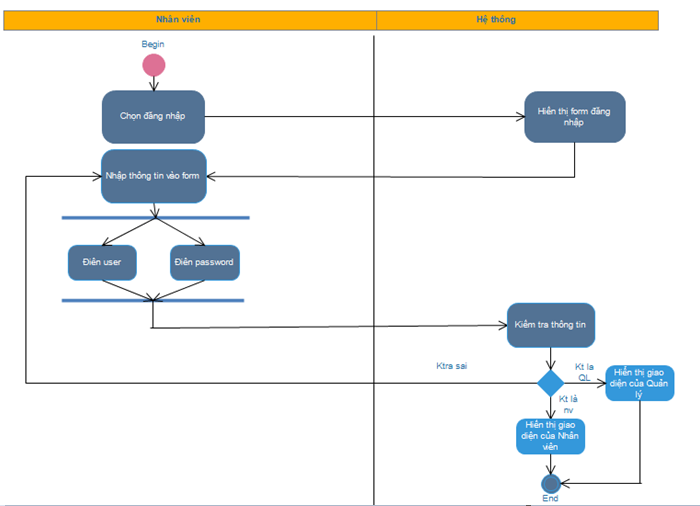 Nhân viên
Hệ thống
Begin
Chọn đăng nhập
Hiển thị form đăng
nhập
Nhập thông tin vào form
Điền user
Điền password
Kiểm tra thông tin
Ktra sai
Kt la
QL
Hiển thị giao
diện của Quản
lý
Kt là
nv
Hiển thị giao
diện của Nhân
viên
End